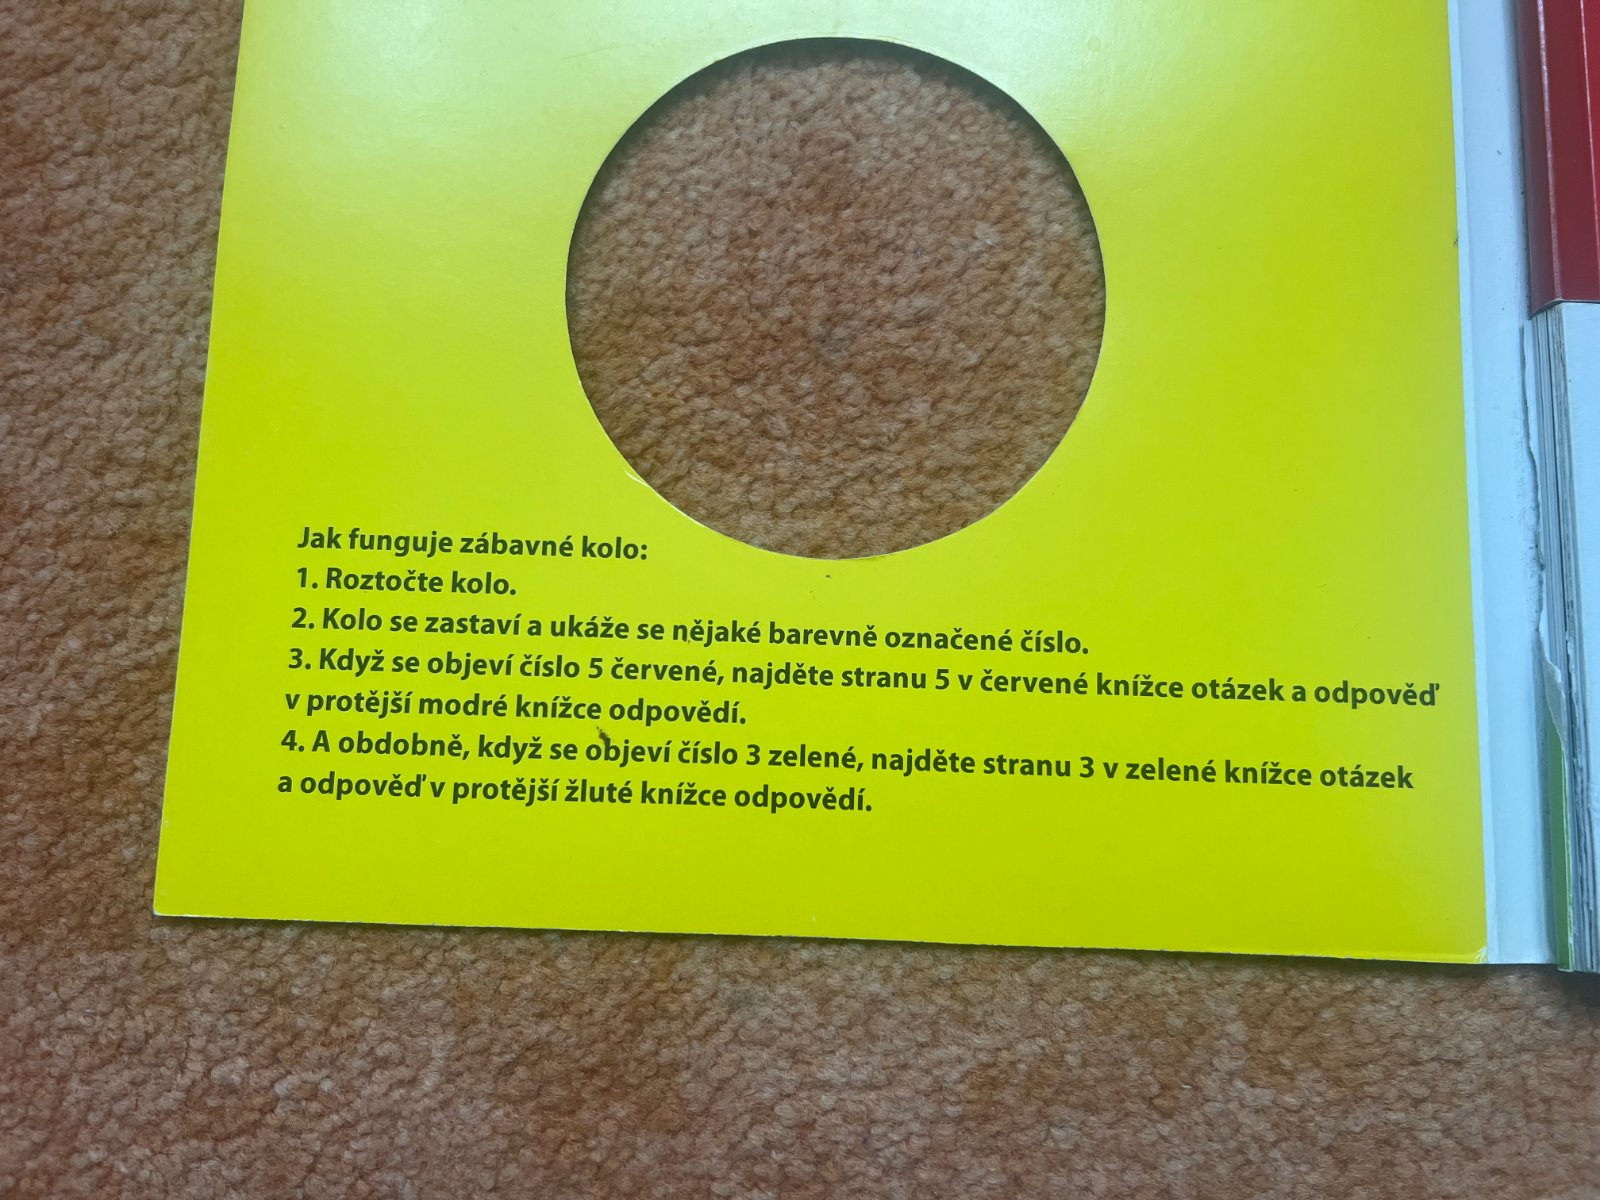 Jak funguje zábavné kolo:
1. Roztočte kolo.
2. Kolo se zastaví a ukáže se nějaké barevně označené číslo.
3. Když se objeví číslo 5 červené, najděte stranu 5 v červené knížce otázek a odpověď
v protější modré knížce odpovědí.
4. A obdobně, když se objeví číslo 3 zelené, najděte stranu 3 v zelené knížce otázek
a odpověď v protější žluté knížce odpovědí.